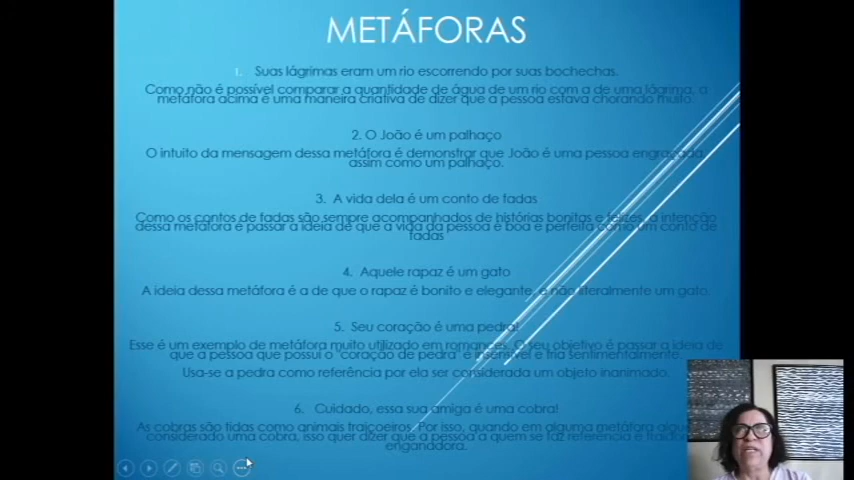 METÁFORAS
1. Suas lágrimas eram um rio escorrendo por suas bochechas.
Como não é possível comparar a quantidade de água de um rio com a de uma lágrima, a
metáfora acima é uma maneira criativa de dizer que a pessoa estava chorando muito.
2. O João é um palhaço
O intuito da mensagem dessa metáfora é demonstrar que João é uma pessoa engraçada,
assim como um palhaço.
3. A vida dela é um conto de fadas
Como os contos de fadas são sempre acompanhados de histórias bonitas e felizes, a intenção
dessa metáfora é passar a ideia de que a vida da pessoa é boa e perfeita como um conto de
fadas
4. Aquele rapaz é um gato
A ideia dessa metáfora é a de que o rapaz é bonito e elegante, e não literalmente um gato.
5. Seu coração é uma pedra!
Esse é um exemplo de metáfora muito utilizado em romances. O seu objetivo é passar a ideia de
que a pessoa que possui o "coração de pedra" é insensível e fria sentimentalmente.
Usa-se a pedra como referência por ela ser considerada um objeto inanimado.
6. Cuidado, essa sua amiga é uma cobra!
As cobras são tidas como animais traiçoeiros. Por isso, quando em alguma metáfora
considerado uma cobra, isso quer dizer que a pessoa a quem se faz referência é
enganadora.